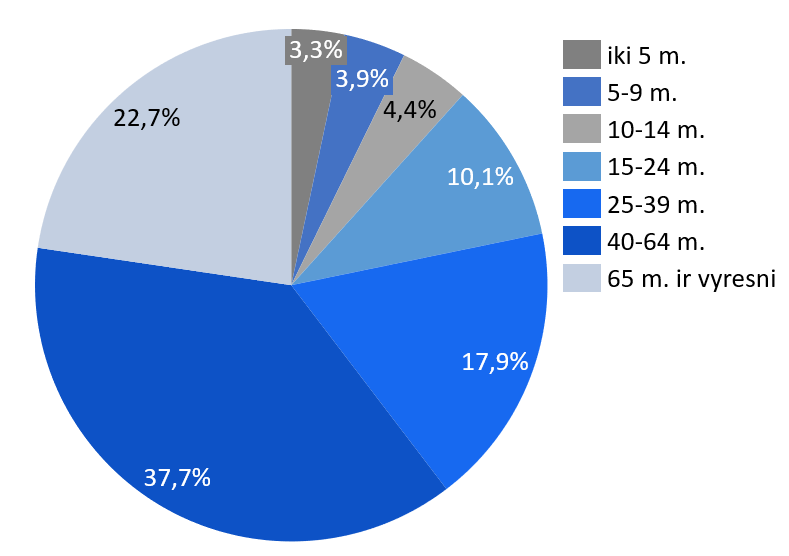 3,3%
3,9%
4,4%
10,1%
17,9%
37,7%
22,7%
iki 5 m.
5-9 m.
10-14 m.
15-24 m.
25-39 m.
40-64 m.
65 m. ir vyresni